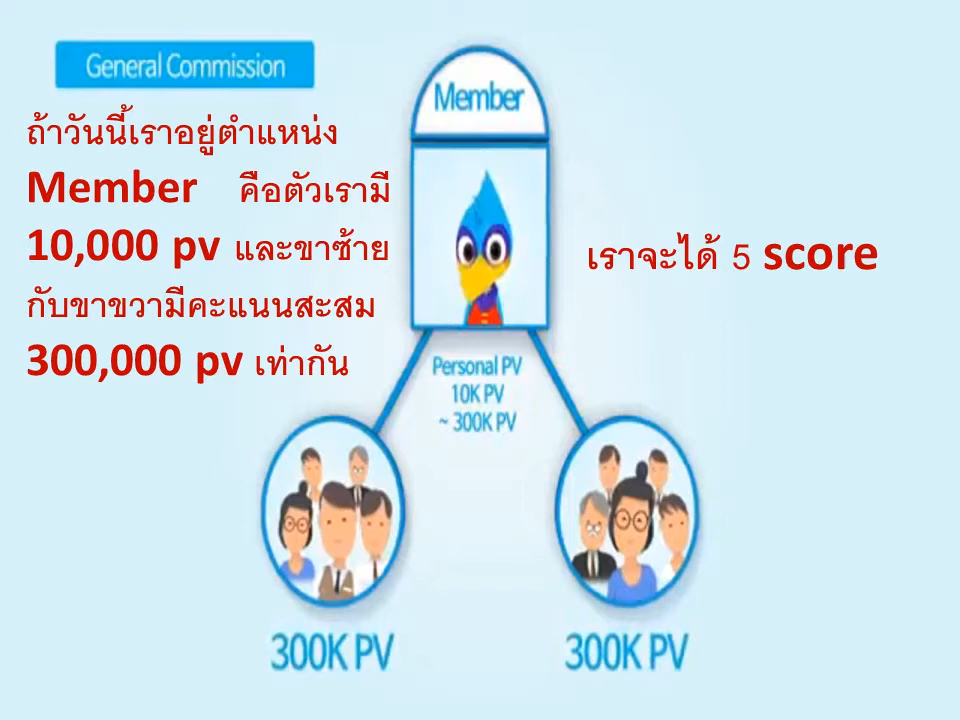 General Commission
Member
ถ้าวันนี้เราอยู่ตำแหน่ง
Member คือตัวเรามี
10,000 pv และขาซ้าย
กับขาขวามีคะแนนสะสม
300,000 pv เท่ากัน
เราจะได้ 5 score
Personal PV
10K PV
~ 300K PV
300K PV
300K PV